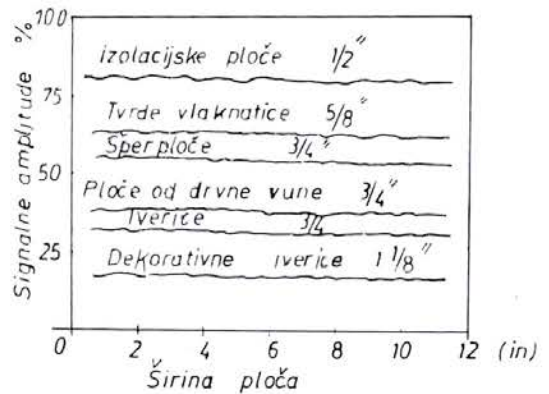 Signalne amplitude %
100
75
50
25
0
izolacijske ploče 1/2"
Tvrde vlaknatice 5/8"
Šperploče 3/4"
Ploče od drvne vune 3/4"
Iverice 3/4
Dekorativne iverice 1 1/8"
0 2 4 6 8 10 12 (in)
Širina ploča